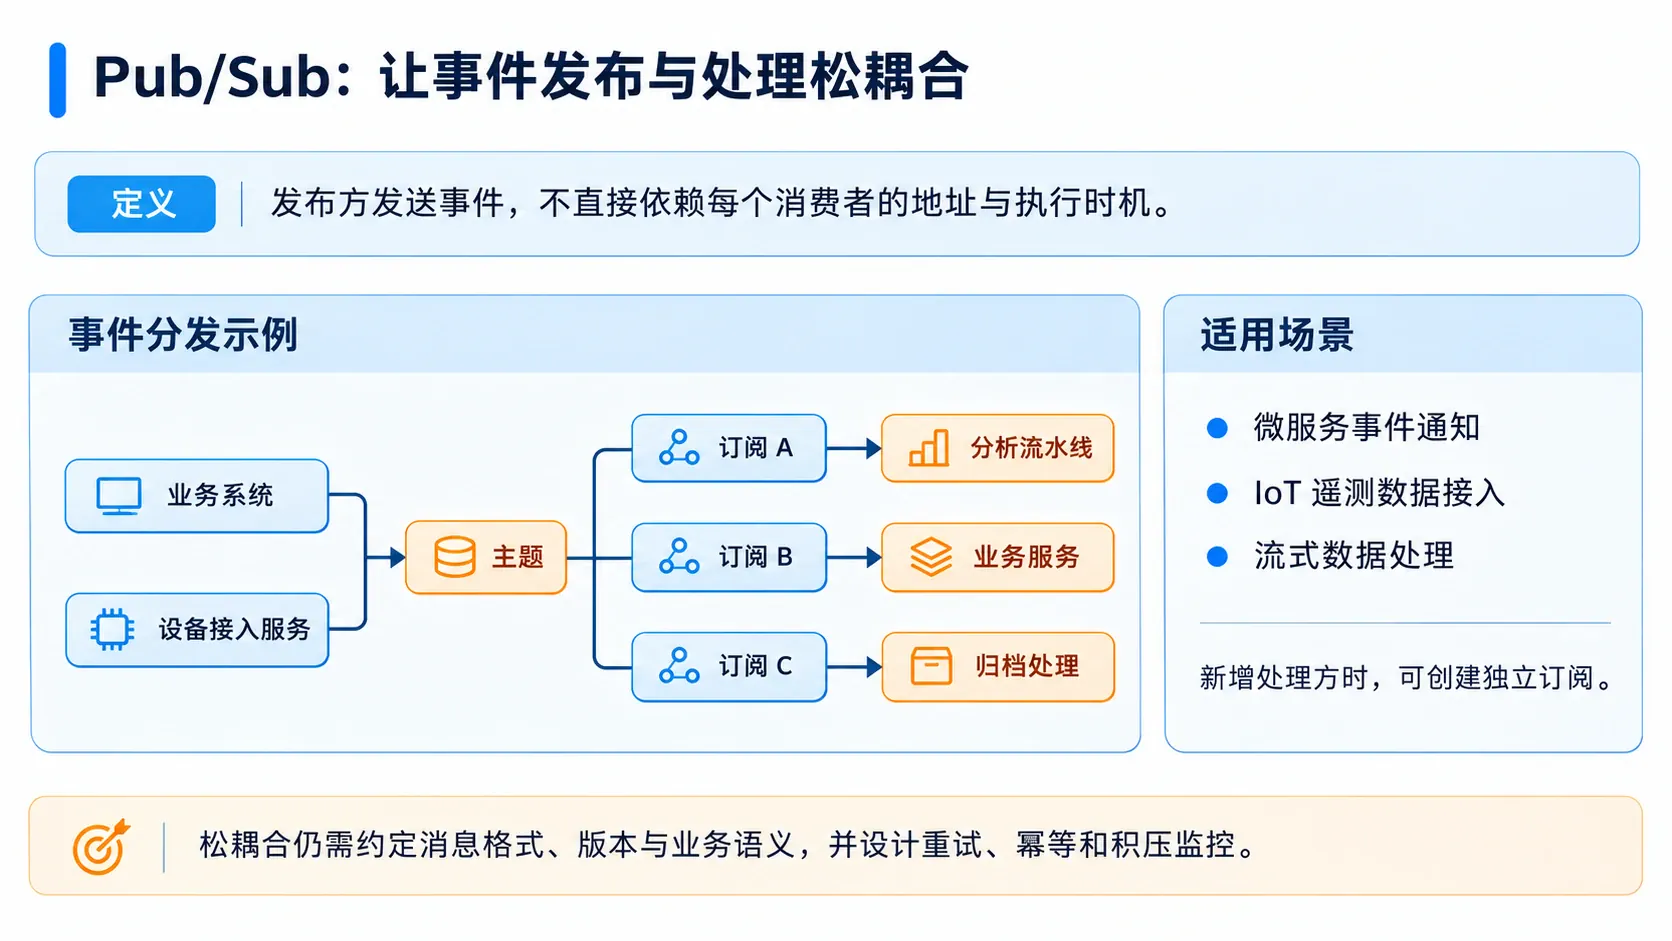 Pub/Sub：让事件发布与处理松耦合
定义
发布方发送事件，不直接依赖每个消费者的地址与执行时机。
事件分发示例
业务系统
设备接入服务
主题
订阅 A
分析流水线
订阅 B
业务服务
订阅 C
归档处理
适用场景
微服务事件通知
IoT 遥测数据接入
流式数据处理
新增处理方时，可创建独立订阅。
松耦合仍需约定消息格式、版本与业务语义，并设计重试、幂等和积压监控。